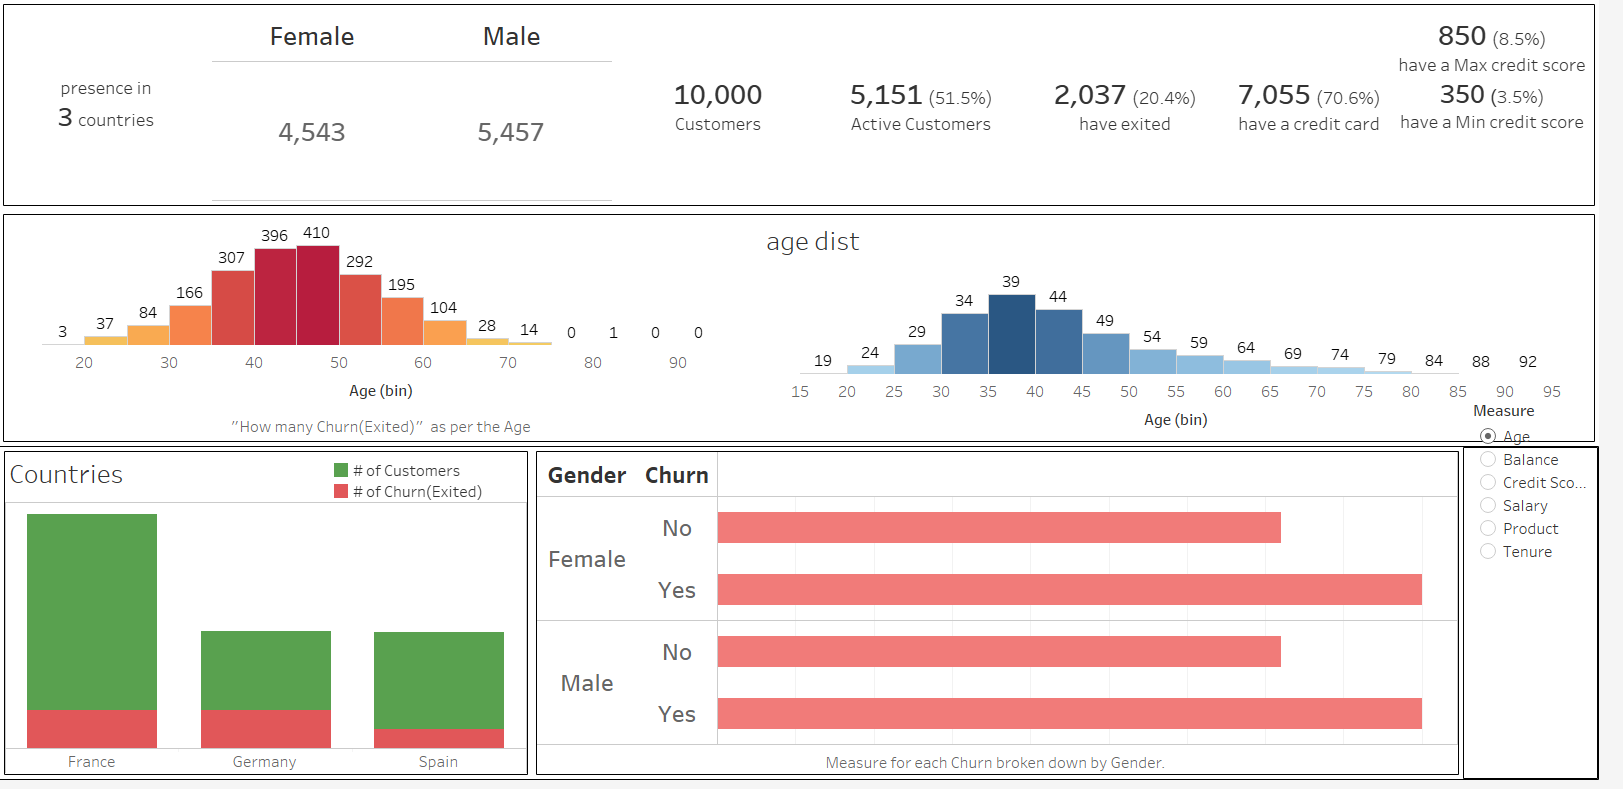 presence in
3 countries
Female Male
4,543 5,457
10,000
Customers
5,151 (51.5%)
Active Customers
2,037 (20.4%)
have exited
7,055 (70.6%)
have a credit card
850 (8.5%)
have a Max credit score
350 (3.5%)
have a Min credit score
3 37 84 166 307 396 410 292 195 104 28 14 0 1 0 0
20 30 40 50 60 70 80 90
Age (bin)
"How many Churn(Exited)" as per the Age
age dist
19 24 29 34 39 44 49 54 59 64 69 74 79 84 88 92
15 20 25 30 35 40 45 50 55 60 65 70 75 80 85 90 95
Age (bin)
Measure
Age
Balance
Credit Sco...
Salary
Product
Tenure
Countries
# of Customers
# of Churn(Exited)
France Germany Spain
Gender Churn
Female
No
Yes
Male
No
Yes
Measure for each Churn broken down by Gender.